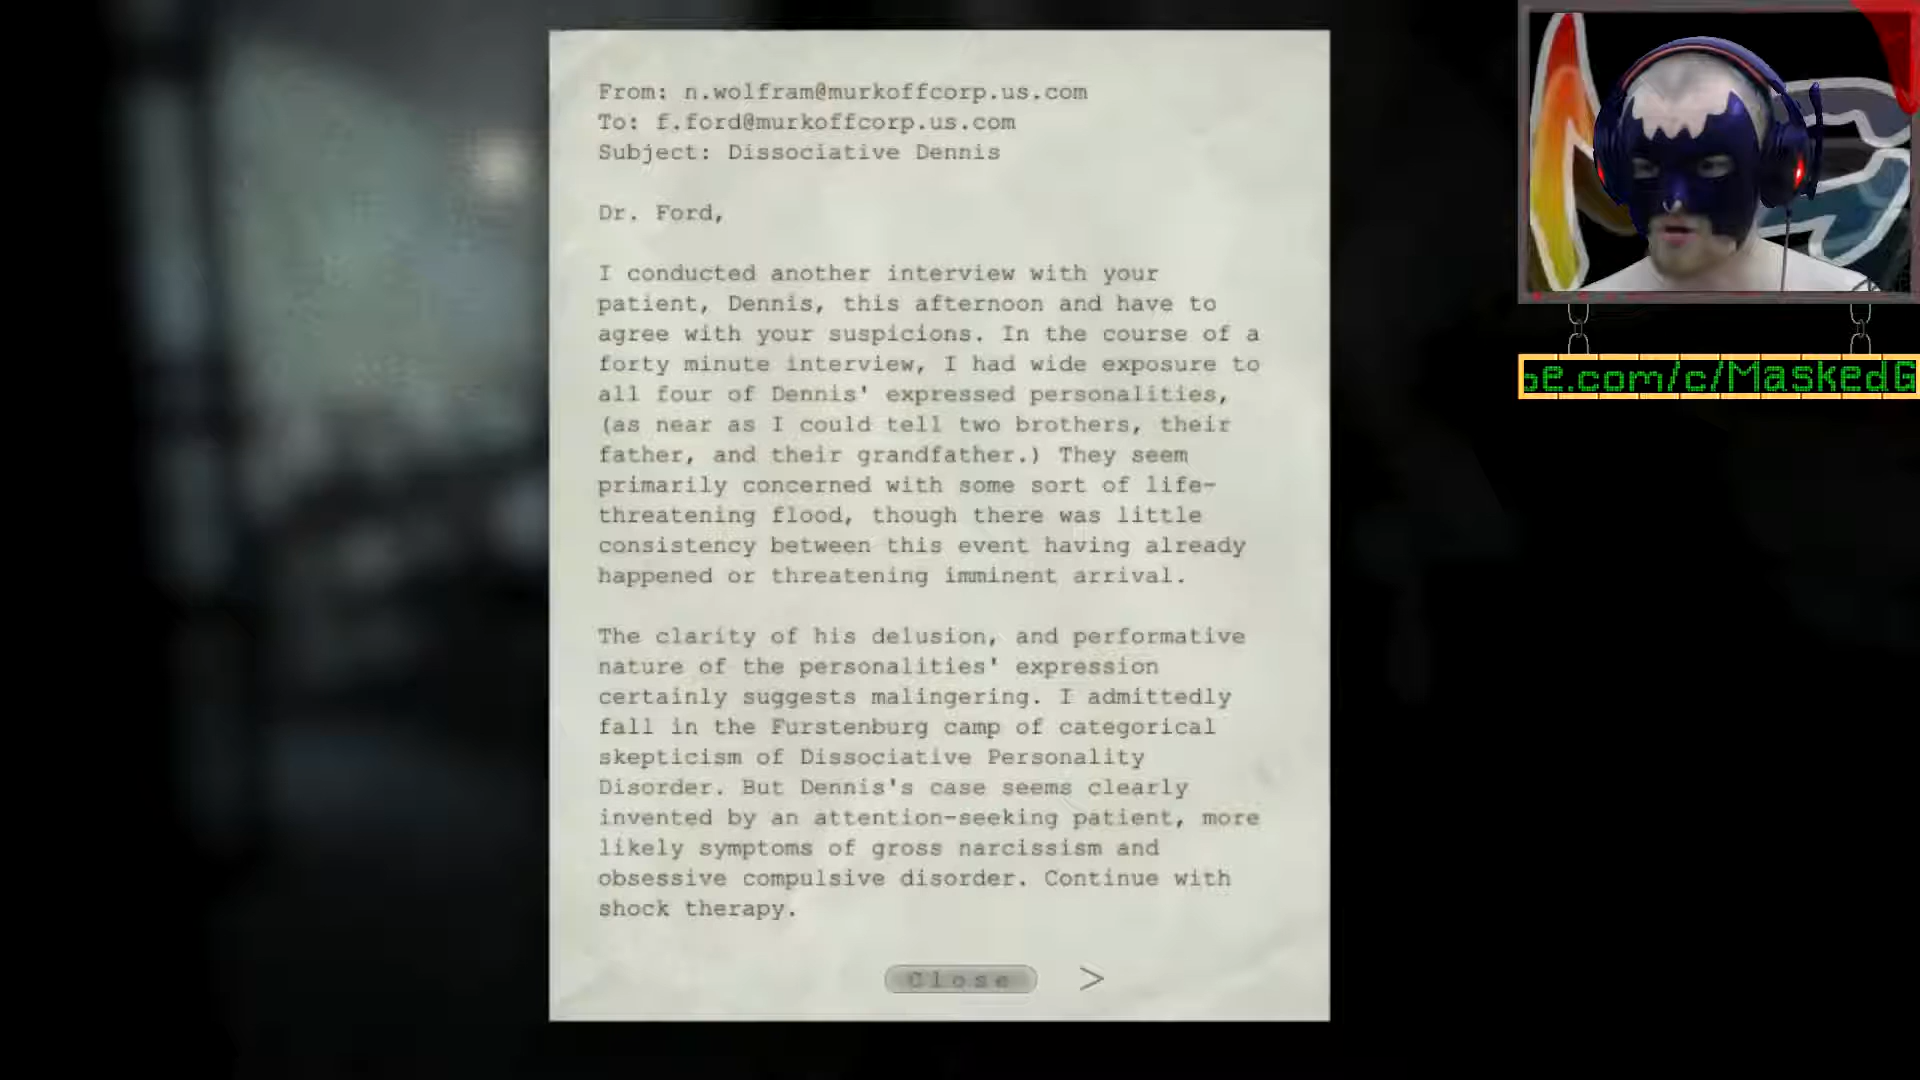 From: n.wolfram@murkoffcorp.us.com
To: f.ford@murkoffcorp.us.com
Subject: Dissociative Dennis
Dr. Ford,
I conducted another interview with your
patient, Dennis, this afternoon and have to
agree with your suspicions. In the course of a
forty minute interview, I had wide exposure to
all four of Dennis' expressed personalities,
(as near as I could tell two brothers, their
father, and their grandfather.) They seem
primarily concerned with some sort of life-
threatening flood, though there was little
consistency between this event having already
happened or threatening imminent arrival.
The clarity of his delusion, and performative
nature of the personalities' expression
certainly suggests malingering. I admittedly
fall in the Furstenburg camp of categorical
skepticism of Dissociative Personality
Disorder. But Dennis's case seems clearly
invented by an attention-seeking patient, more
likely symptoms of gross narcissism and
obsessive compulsive disorder. Continue with
shock therapy.
Close >
be.com/c/MaskedG